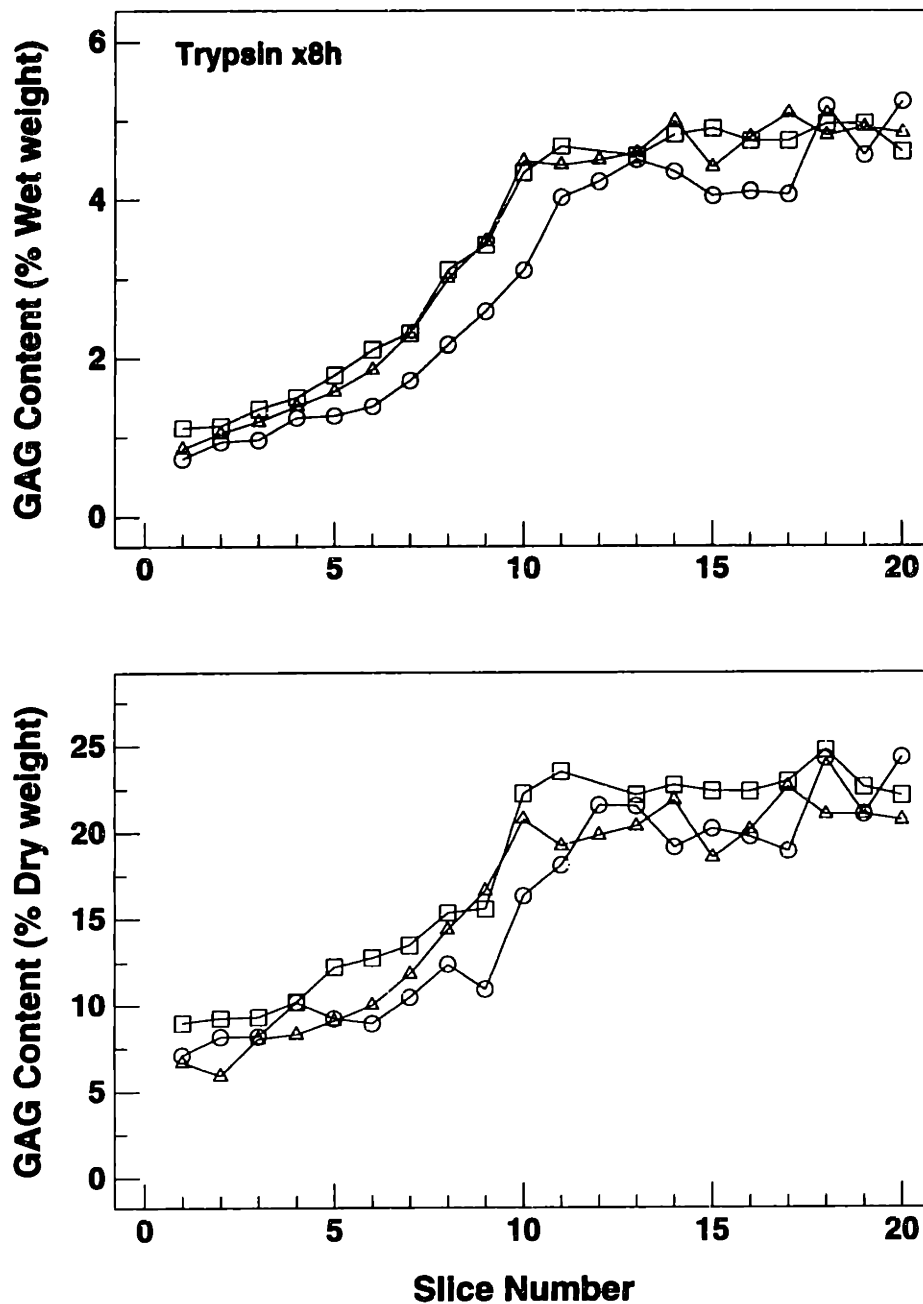 Trypsin x8h
GAG Content (% Wet weight)
6
4
2
0
0 5 10 15 20
GAG Content (% Dry weight)
25
20
15
10
5
0
0 5 10 15 20
Slice Number